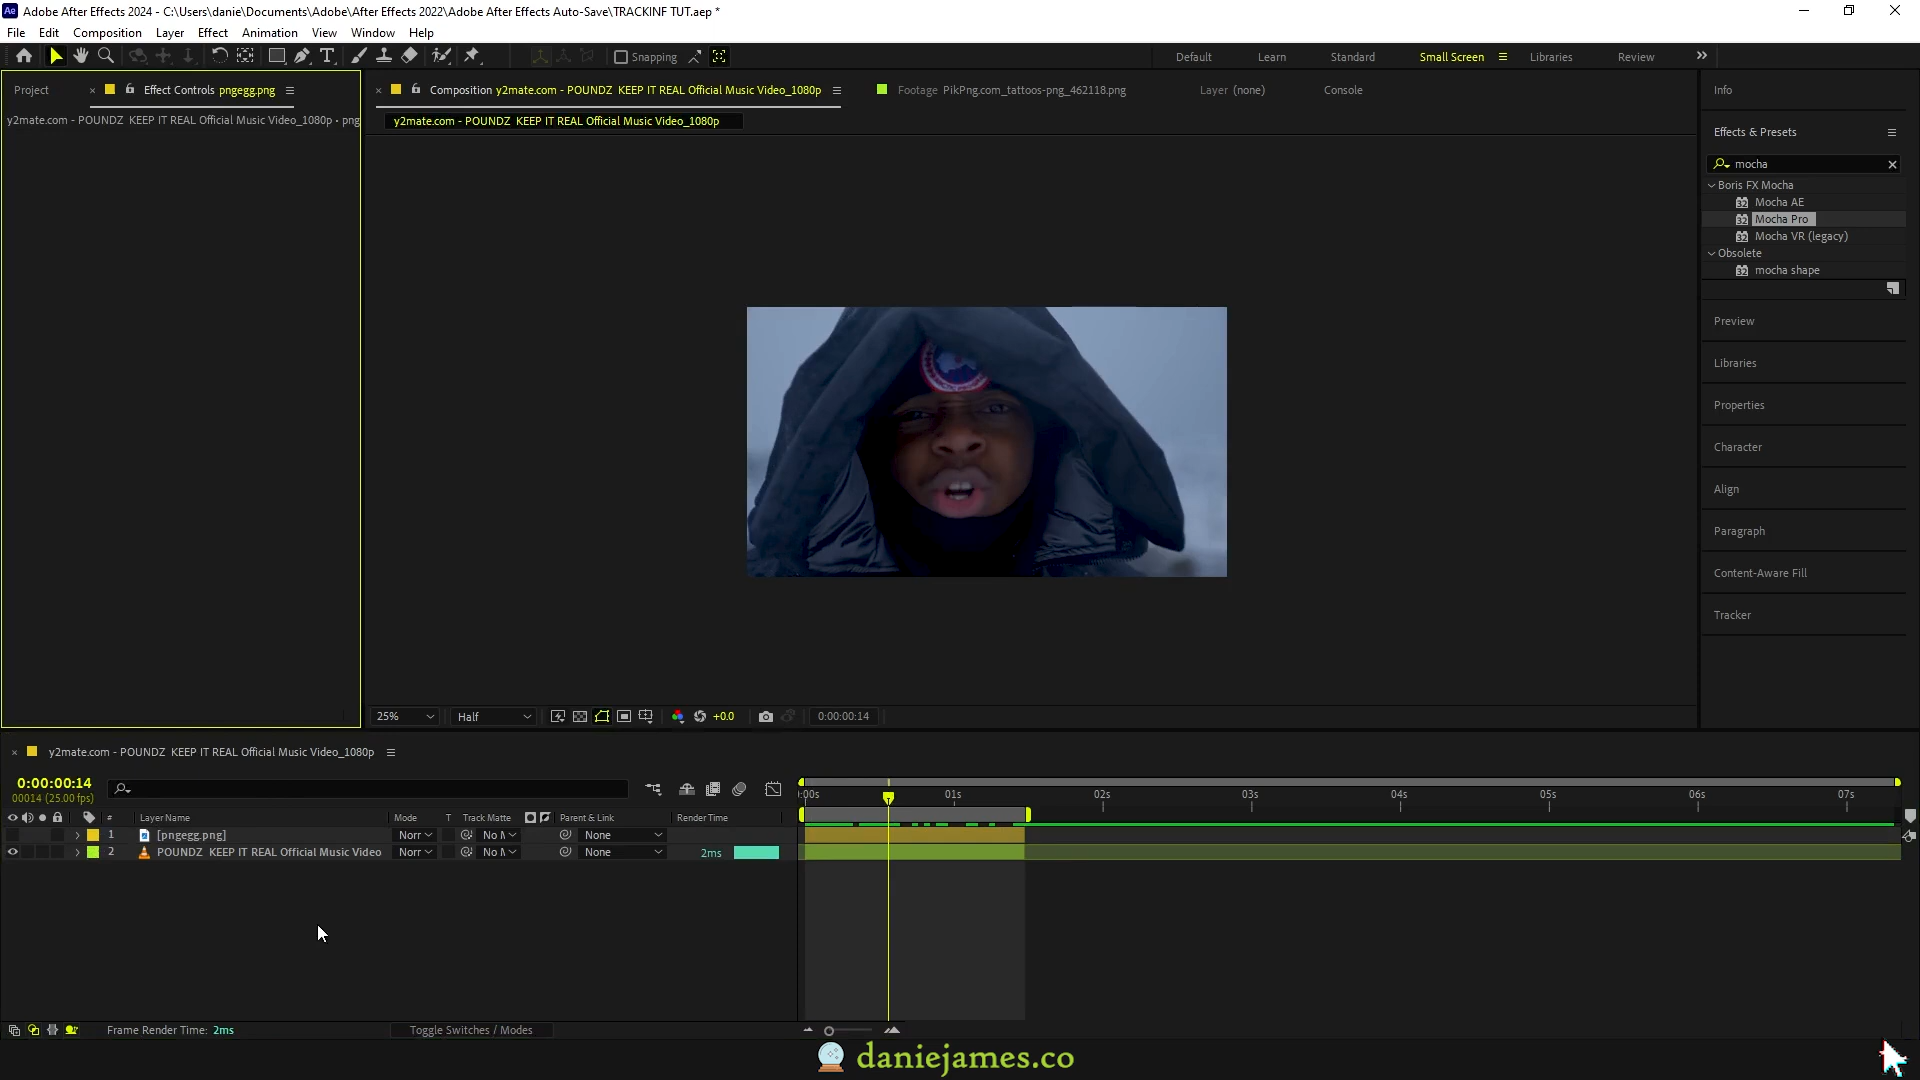 Adobe After Effects 2024 - C:\Users\danie\Documents\Adobe\After Effects 2022\Adobe After Effects Auto-Save\TRACKINF TUT.aep *
File Edit Composition Layer Effect Animation View Window Help
Snapping Default Learn Standard Small Screen Libraries Review
Project Effect Controls pngegg.png
y2mate.com - POUNDZ KEEP IT REAL Official Music Video_1080p • png
Composition y2mate.com - POUNDZ KEEP IT REAL Official Music Video_1080p Footage PikPng.com_tattoos-png_462118.png Layer (none) Console
y2mate.com - POUNDZ KEEP IT REAL Official Music Video_1080p
Info
Effects & Presets
mocha
Boris FX Mocha
32 Mocha AE
32 Mocha Pro
32 Mocha VR (legacy)
Obsolete
32 mocha shape
Preview
Libraries
Properties
Character
Align
Paragraph
Content-Aware Fill
Tracker
25% Half +0.0 0:00:00:14
y2mate.com - POUNDZ KEEP IT REAL Official Music Video_1080p
0:00:00:14
00014 (25.00 fps)
:00s 01s 02s 03s 04s 05s 06s 07s
# Layer Name Mode T Track Matte Parent & Link Render Time
1 [pngegg.png] Norr No M None
2 POUNDZ KEEP IT REAL Official Music Video Norr No M None 2ms
Frame Render Time: 2ms Toggle Switches / Modes
daniejames.co